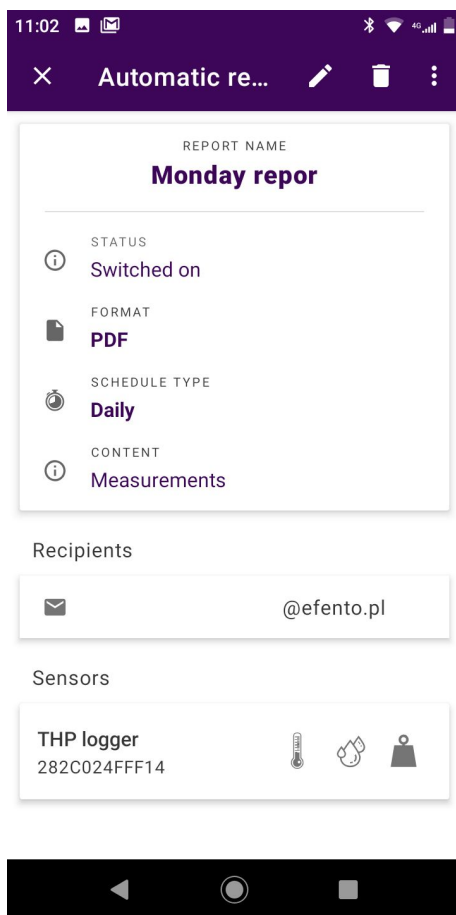 11:02
4G
Automatic re...
REPORT NAME
Monday repor
STATUS
Switched on
FORMAT
PDF
SCHEDULE TYPE
Daily
CONTENT
Measurements
Recipients
@efento.pl
Sensors
THP logger
282C024FFF14